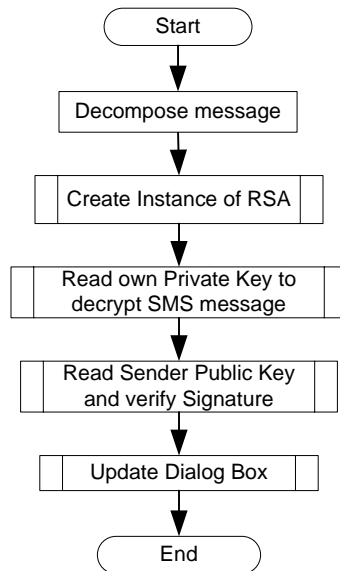 Start
Decompose message
Create Instance of RSA
Read own Private Key to
decrypt SMS message
Read Sender Public Key
and verify Signature
Update Dialog Box
End